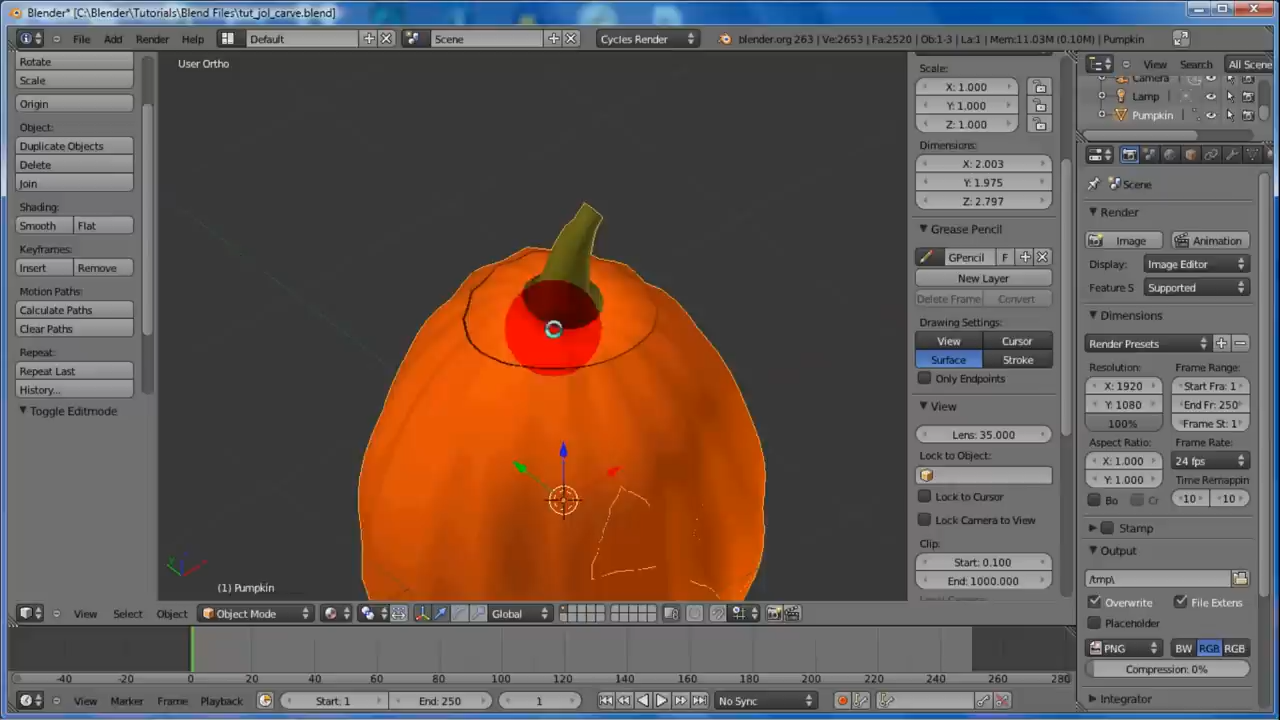 Blender* [C:\Blender\Tutorials\Blend Files\tut_jol_carve.blend]
File Add Render Help Default Scene Cycles Render blender.org 263 | Ve:2653 | Fa:2520 | Ob:1-3 | La:1 | Mem:11.03M (0.10M) | Pumpkin
Rotate
Scale
Origin
Object:
Duplicate Objects
Delete
Join
Shading:
Smooth Flat
Keyframes:
Insert Remove
Motion Paths:
Calculate Paths
Clear Paths
Repeat:
Repeat Last
History...
Toggle Editmode
User Ortho
(1) Pumpkin
Scale:
X: 1.000
Y: 1.000
Z: 1.000
Dimensions:
X: 2.003
Y: 1.975
Z: 2.797
Grease Pencil
GPencil F
New Layer
Delete Frame Convert
Drawing Settings:
View Cursor
Surface Stroke
Only Endpoints
View
Lens: 35.000
Lock to Object:
Lock to Cursor
Lock Camera to View
Clip:
Start: 0.100
End: 1000.000
View Search All Scene
Camera
Lamp
Pumpkin
Scene
Render
Image Animation
Display: Image Editor
Feature S Supported
Dimensions
Render Presets
Resolution: Frame Range:
X: 1920 Start Fra: 1
Y: 1080 End Fr: 250
100% Frame St: 1
Aspect Ratio: Frame Rate:
X: 1.000 24 fps
Y: 1.000 Time Remappin
Bo Cr 10 10
Stamp
Output
/tmp\
Overwrite File Extens
Placeholder
PNG BW RGB RGB
Compression: 0%
Integrator
View Select Object Object Mode Global
-40 -20 0 20 40 60 80 100 120 140 160 180 200 220 240 260 280
View Marker Frame Playback Start: 1 End: 250 1 No Sync